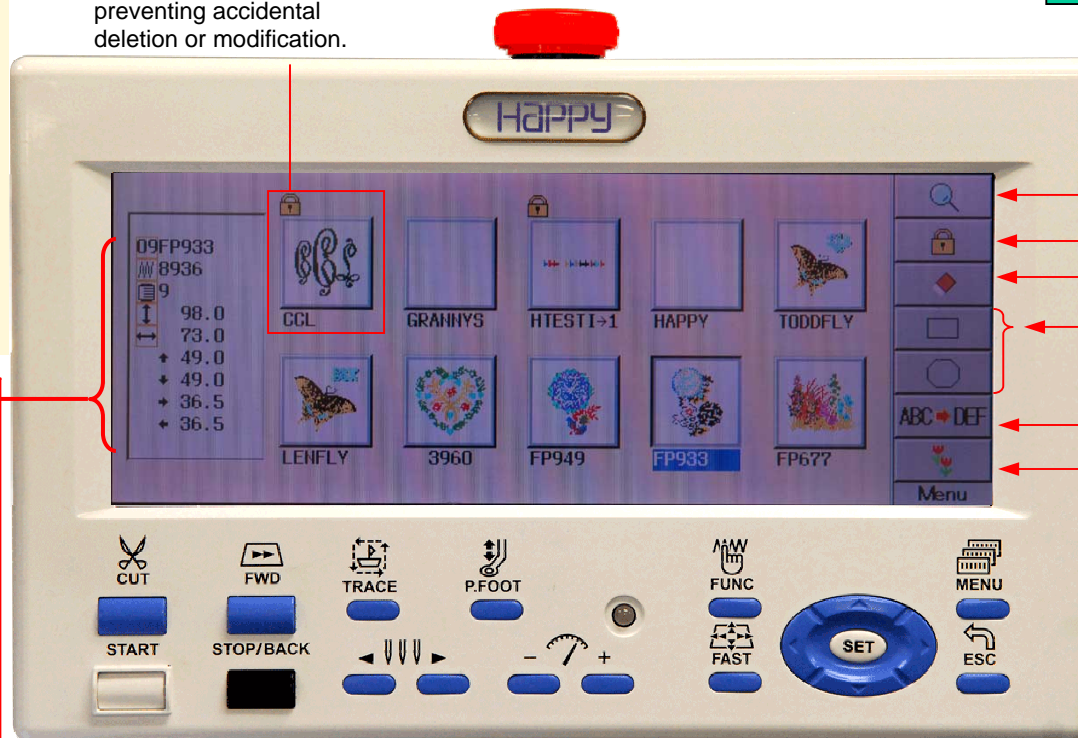 preventing accidental
deletion or modification.
Happy
09FP933
8936
9
98.0
73.0
49.0
49.0
36.5
36.5
CCL
GRANNYS
HTESTI→1
HAPPY
TODDFLY
LENFLY
3960
FP949
FP933
FP677
ABC➡DEF
Menu
CUT
FWD
TRACE
P.FOOT
FUNC
MENU
START
STOP/BACK
- +
FAST
SET
ESC